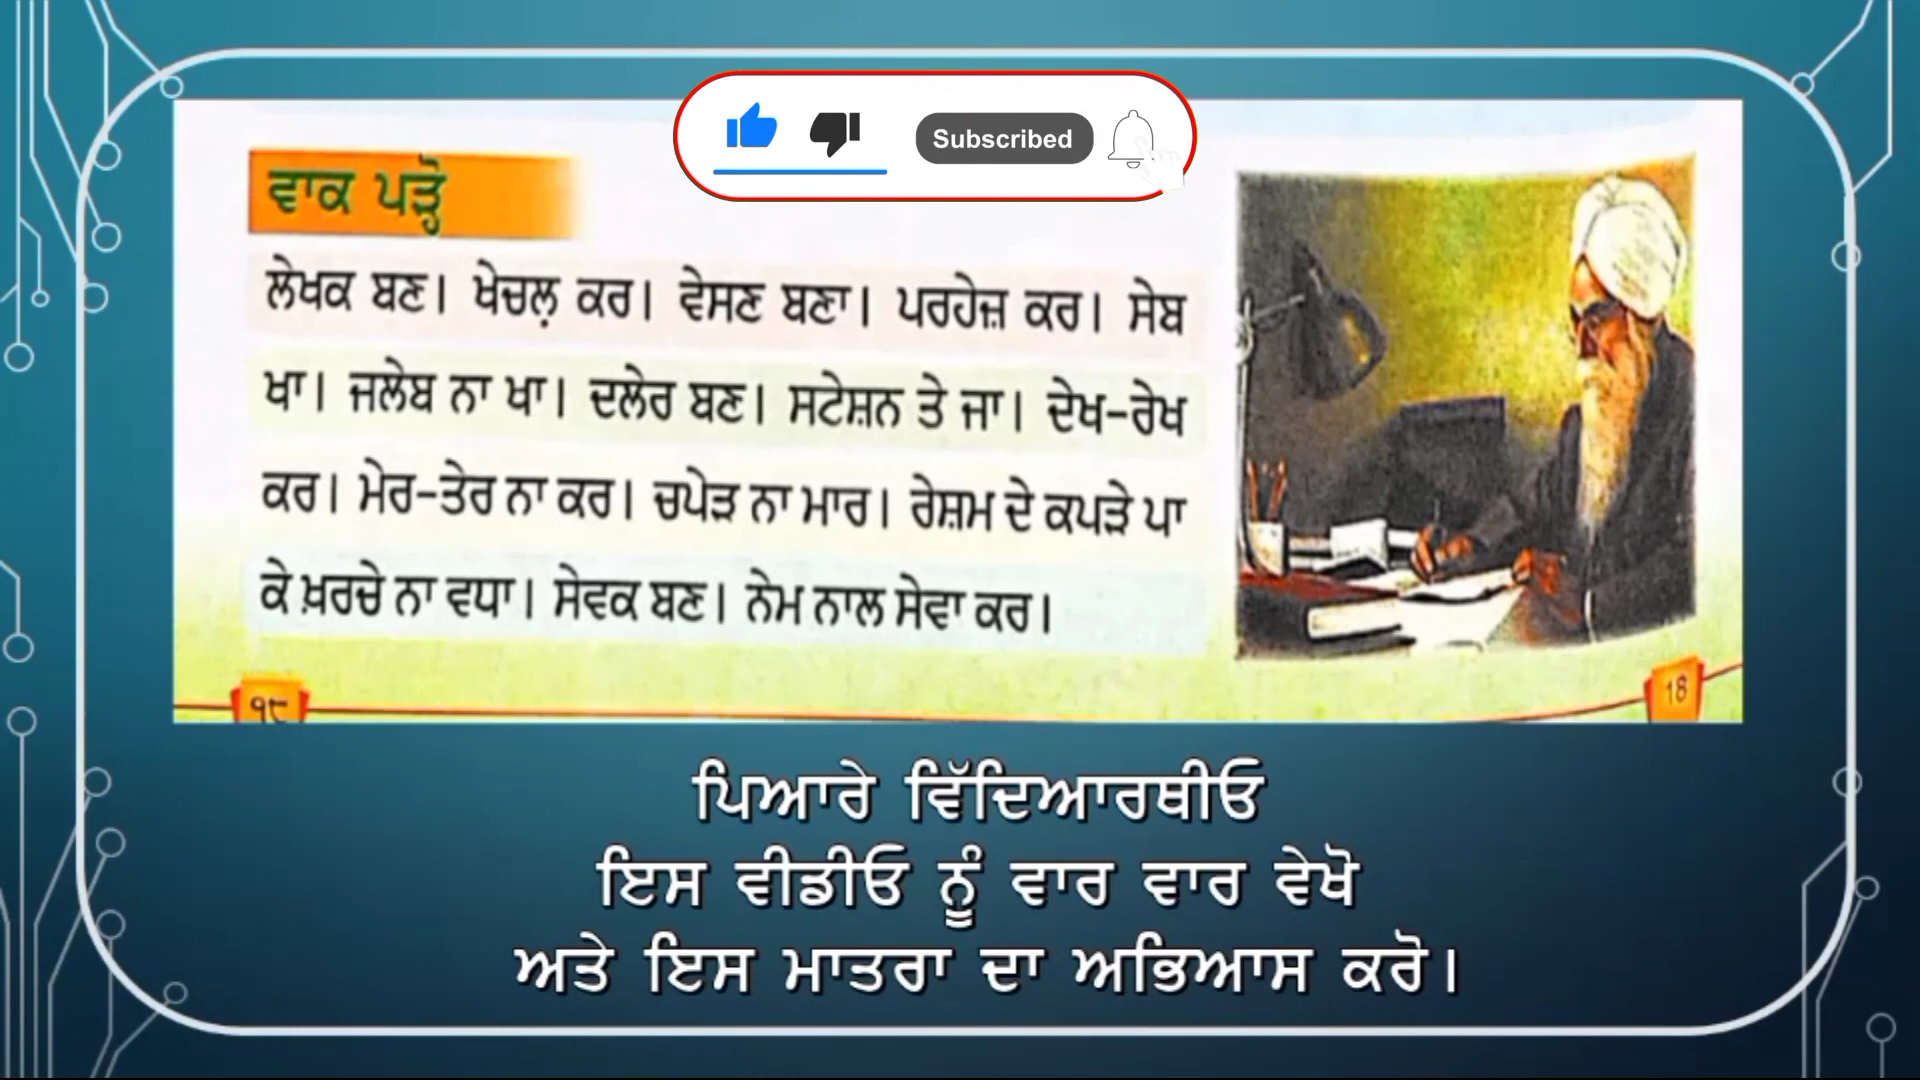 Subscribed
ਵਾਕ ਪੜ੍ਹੋ
ਲੇਖਕ ਬਣ। ਖੇਚਲ਼ ਕਰ। ਵੇਸਣ ਬਣਾ। ਪਰਹੇਜ਼ ਕਰ। ਸੇਬ
ਖਾ। ਜਲੇਬ ਨਾ ਖਾ। ਦਲੇਰ ਬਣ। ਸਟੇਸ਼ਨ ਤੇ ਜਾ। ਦੇਖ-ਰੇਖ
ਕਰ। ਮੇਰ-ਤੇਰ ਨਾ ਕਰ। ਚਪੇੜ ਨਾ ਮਾਰ। ਰੇਸ਼ਮ ਦੇ ਕਪੜੇ ਪਾ
ਕੇ ਖ਼ਰਚੇ ਨਾ ਵਧਾ। ਸੇਵਕ ਬਣ। ਨੇਮ ਨਾਲ ਸੇਵਾ ਕਰ।
੧੮
18
ਪਿਆਰੇ ਵਿੱਦਿਆਰਥੀਓ
ਇਸ ਵੀਡੀਓ ਨੂੰ ਵਾਰ ਵਾਰ ਵੇਖੋ
ਅਤੇ ਇਸ ਮਾਤਰਾ ਦਾ ਅਭਿਆਸ ਕਰੋ।